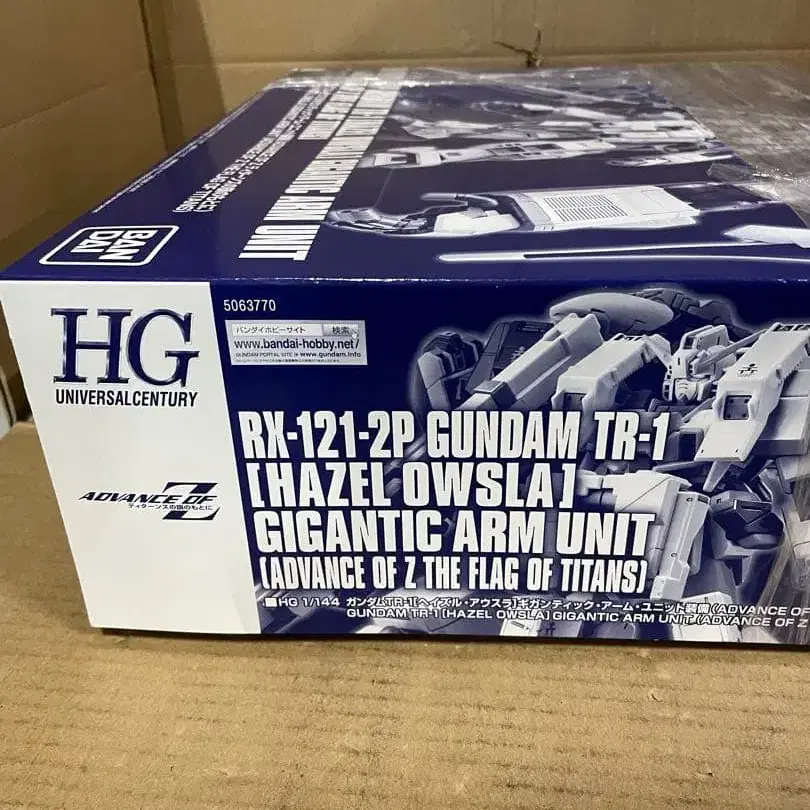 GIGANTIC ARM UNIT
BAN
DAI
HG
UNIVERSAL CENTURY
ADVANCE OF Z
ティターンズの旗のもとに
5063770
バンダイホビーサイト 検索
www.bandai-hobby.net/
GUNDAM PORTAL SITE www.gundam.info
RX-121-2P GUNDAM TR-1
[HAZEL OWSLA]
GIGANTIC ARM UNIT
(ADVANCE OF Z THE FLAG OF TITANS)
■HG 1/144 ガンダムTR-1[ヘイズル・アウスラ]ギガンティック・アーム・ユニット装備(ADVANCE OF
GUNDAM TR-1 [HAZEL OWSLA] GIGANTIC ARM UNIT (ADVANCE OF Z